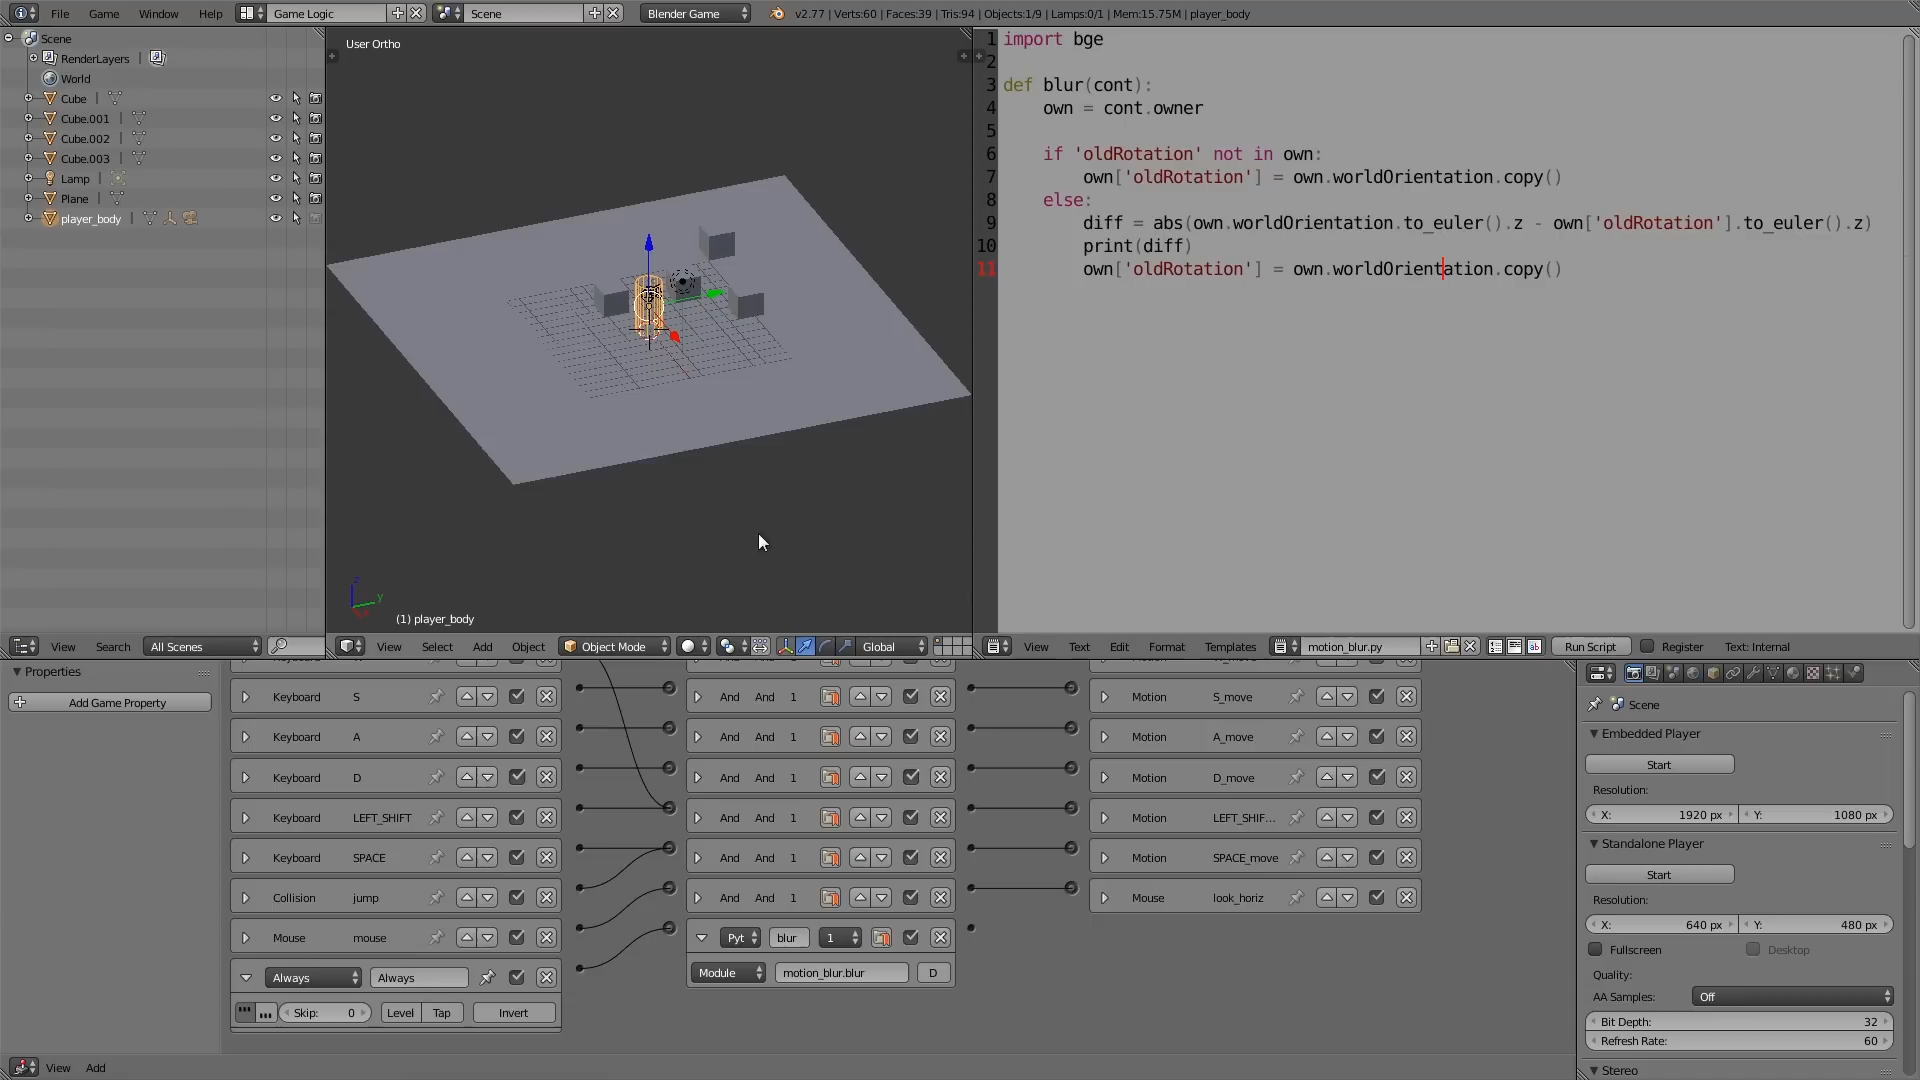 File Game Window Help Game Logic Scene Blender Game v2.77 | Verts:60 | Faces:39 | Tris:94 | Objects:1/9 | Lamps:0/1 | Mem:15.75M | player_body
Scene
RenderLayers |
World
Cube |
Cube.001 |
Cube.002 |
Cube.003 |
Lamp |
Plane |
player_body |
View Search All Scenes
User Ortho
z
y
(1) player_body
View Select Add Object Object Mode Global
1 import bge
2
3 def blur(cont):
4 own = cont.owner
5
6 if 'oldRotation' not in own:
7 own['oldRotation'] = own.worldOrientation.copy()
8 else:
9 diff = abs(own.worldOrientation.to_euler().z - own['oldRotation'].to_euler().z)
10 print(diff)
11 own['oldRotation'] = own.worldOrientation.copy()
View Text Edit Format Templates motion_blur.py Run Script Register Text: Internal
Properties
Add Game Property
Keyboard S And And 1 Motion S_move
Keyboard A And And 1 Motion A_move
Keyboard D And And 1 Motion D_move
Keyboard LEFT_SHIFT And And 1 Motion LEFT_SHIF...
Keyboard SPACE And And 1 Motion SPACE_move
Collision jump And And 1 Mouse look_horiz
Mouse mouse Pyt blur 1
Always Always Module motion_blur.blur D
Skip: 0 Level Tap Invert
View Add
Scene
Embedded Player
Start
Resolution:
X: 1920 px Y: 1080 px
Standalone Player
Start
Resolution:
X: 640 px Y: 480 px
Fullscreen Desktop
Quality:
AA Samples: Off
Bit Depth: 32
Refresh Rate: 60
Stereo